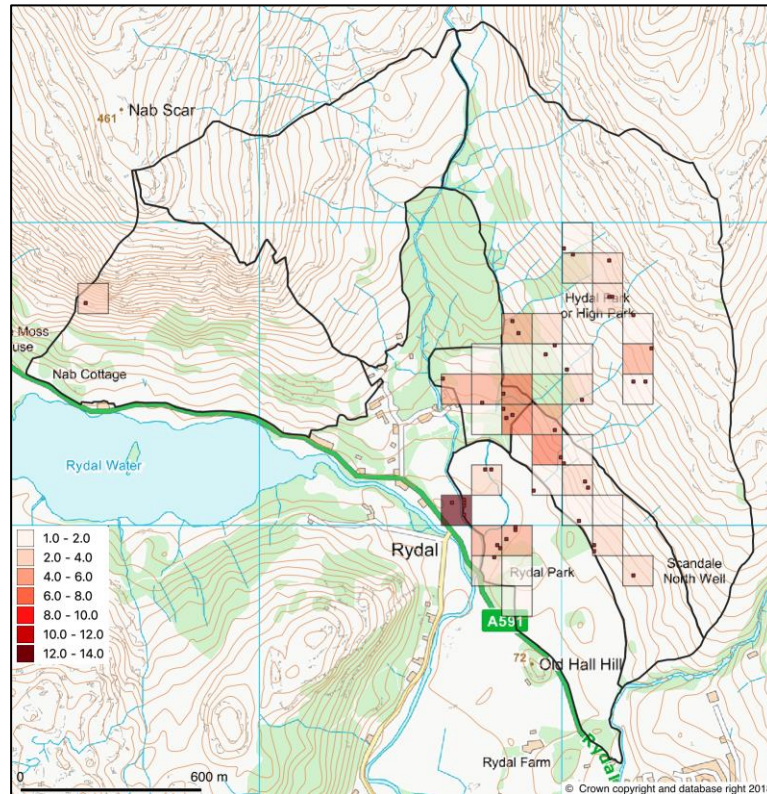 461
Nab Scar
Hydal Park
or High Park
Moss
use
Nab Cottage
Rydal Water
Rydal
Scandale
North Well
Rydal Park
1.0 - 2.0
2.0 - 4.0
4.0 - 6.0
6.0 - 8.0
8.0 - 10.0
10.0 - 12.0
12.0 - 14.0
A591
72
Old Hall Hill
Rydal Farm
Rydal
0
600 m
© Crown copyright and database right 2018